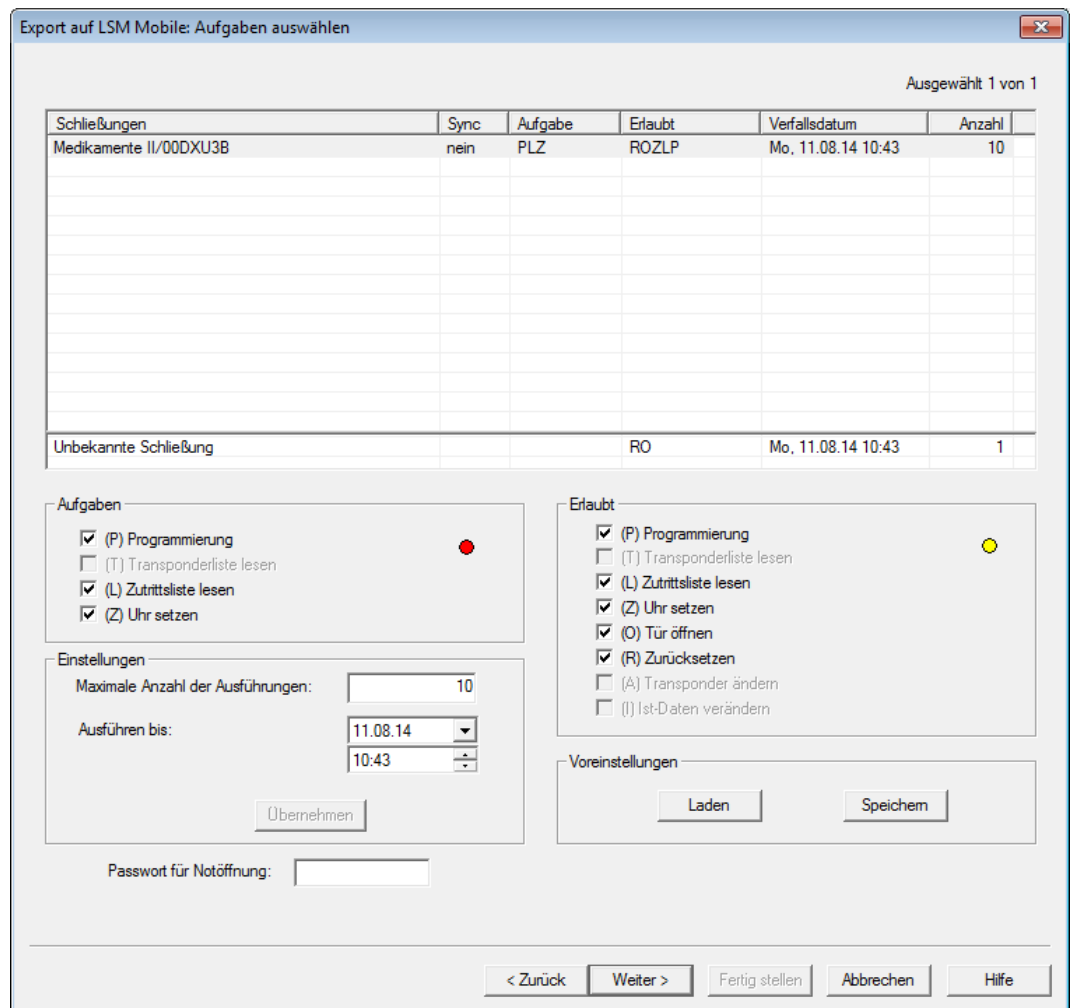 Export auf LSM Mobile: Aufgaben auswählen
Ausgewählt 1 von 1
Schließungen Sync Aufgabe Erlaubt Verfallsdatum Anzahl
Medikamente II/00DXU3B nein PLZ ROZLP Mo, 11.08.14 10:43 10
Unbekannte Schließung RO Mo, 11.08.14 10:43 1
Aufgaben
(P) Programmierung
(T) Transponderliste lesen
(L) Zutrittsliste lesen
(Z) Uhr setzen
Einstellungen
Maximale Anzahl der Ausführungen: 10
Ausführen bis: 11.08.14
10:43
Übernehmen
Passwort für Notöffnung:
Erlaubt
(P) Programmierung
(T) Transponderliste lesen
(L) Zutrittsliste lesen
(Z) Uhr setzen
(O) Tür öffnen
(R) Zurücksetzen
(A) Transponder ändern
(I) Ist-Daten verändern
Voreinstellungen
Laden Speichern
< Zurück Weiter > Fertig stellen Abbrechen Hilfe